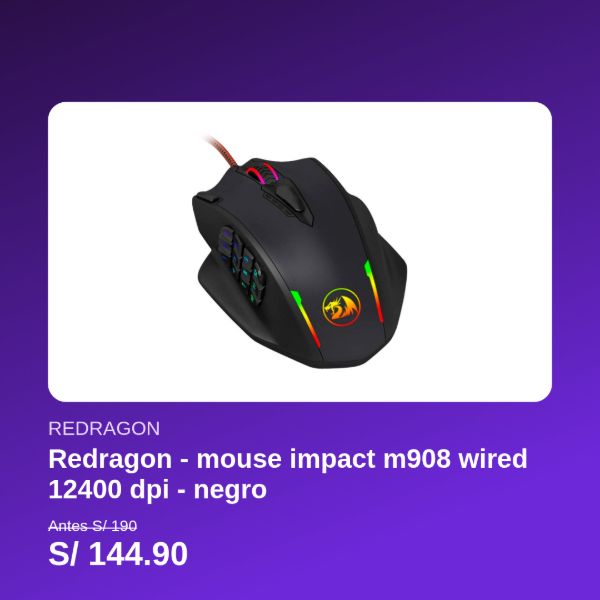 REDRAGON
Redragon - mouse impact m908 wired
12400 dpi - negro
Antes S/ 190
S/ 144.90